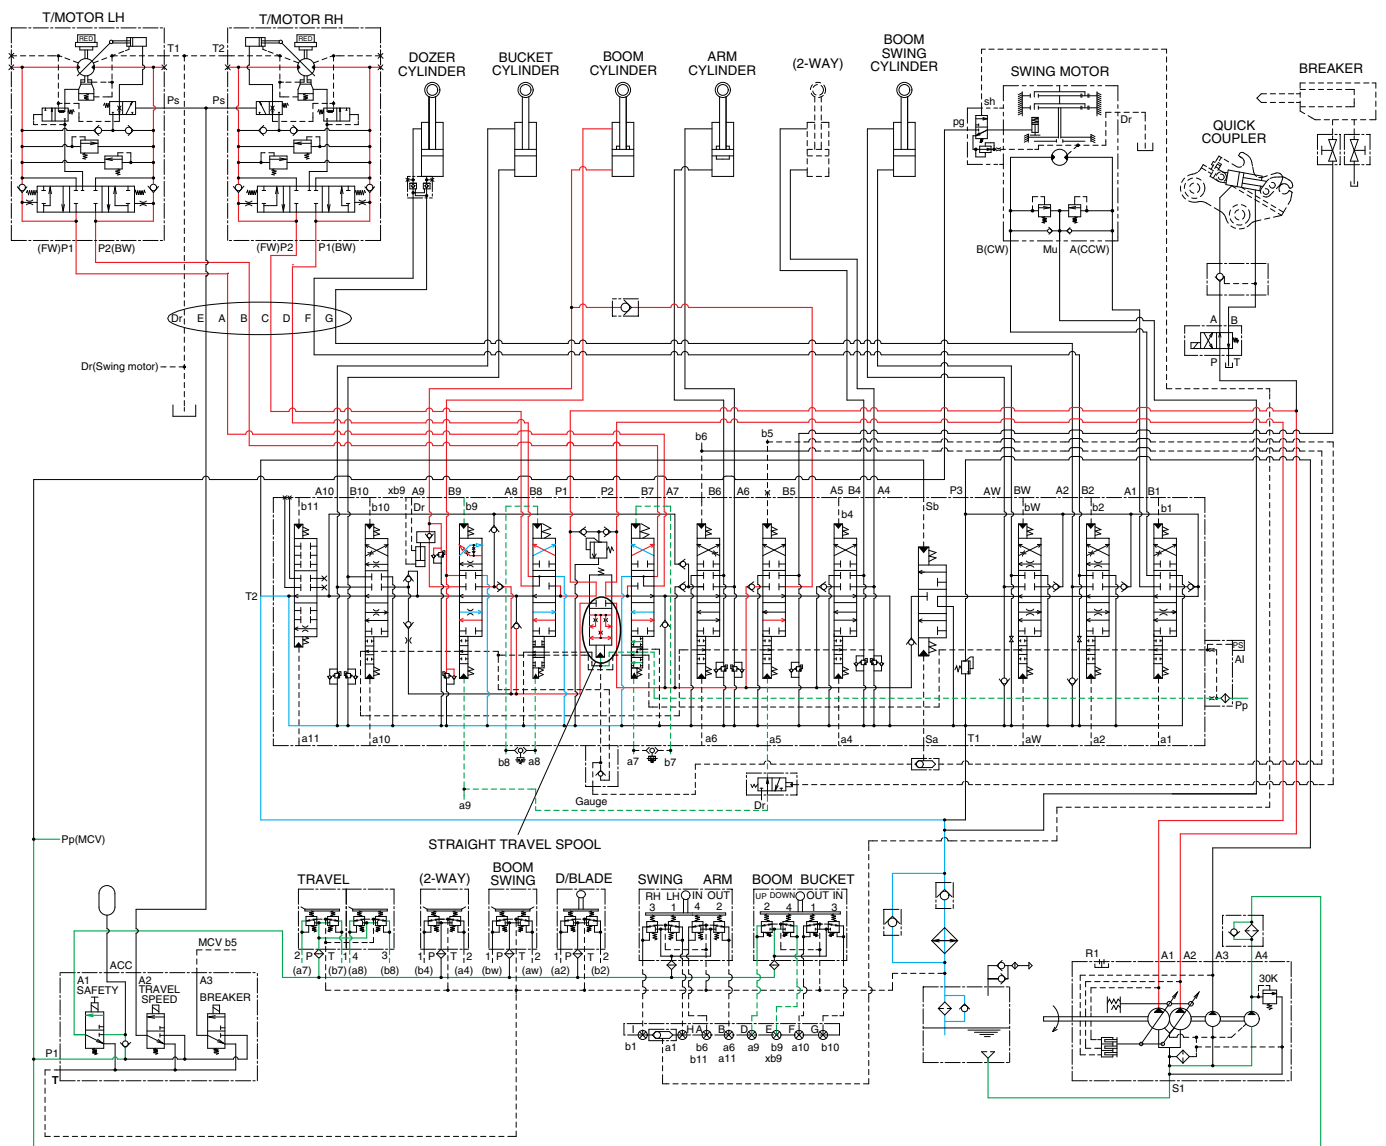 T/MOTOR LH
T/MOTOR RH
RED
RED
T1
T2
Ps
Ps
DOZER
CYLINDER
BUCKET
CYLINDER
BOOM
CYLINDER
ARM
CYLINDER
(2-WAY)
BOOM
SWING
CYLINDER
SWING MOTOR
BREAKER
QUICK
COUPLER
sh
pg
Dr
(FW)P1
P2(BW)
(FW)P2
P1(BW)
B(CW)
Mu
A(CCW)
A
B
P
T
Dr
E
A
B
C
D
F
G
Dr(Swing motor)
b6
b5
A10
B10
xb9
A9
B9
A8
B8
P1
P2
B7
A7
B6
A6
B5
A5
B4
A4
P3
AW
BW
A2
B2
A1
B1
b11
b10
Dr
b9
b4
Sb
bW
b2
b1
T2
PS
AI
Pp
a11
a10
b8
a8
a7
b7
a6
a5
a4
Sa
T1
aW
a2
a1
Gauge
Dr
a9
STRAIGHT TRAVEL SPOOL
Pp(MCV)
TRAVEL
(2-WAY)
BOOM
SWING
D/BLADE
SWING
ARM
BOOM
BUCKET
RH LH
IN OUT
UP DOWN
OUT IN
3 1 4 2
2 4 1 3
2 P T 1 4 3
(a7) (b7) (a8) (b8)
1 P T 2
(b4) (a4)
1 P T 2
(bw) (aw)
1 P T 2
(a2) (b2)
MCV b5
ACC
A1
SAFETY
A2
TRAVEL
SPEED
A3
BREAKER
P1
T
I
H
A
B
D
E
F
G
b1
a1
b6
b11
a6
a11
a9
b9
xb9
a10
b10
R1
A1
A2
A3
A4
30K
S1